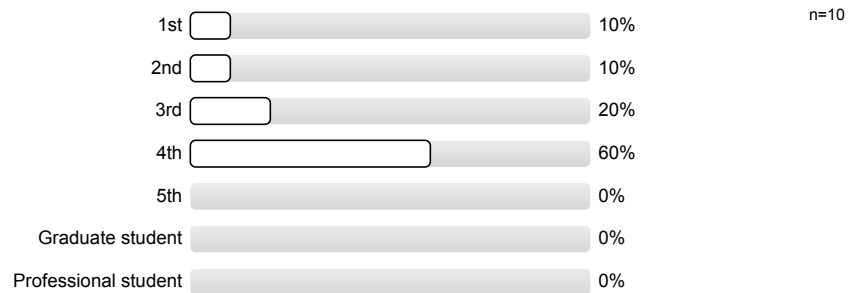 1st 10% n=10
2nd 10%
3rd 20%
4th 60%
5th 0%
Graduate student 0%
Professional student 0%